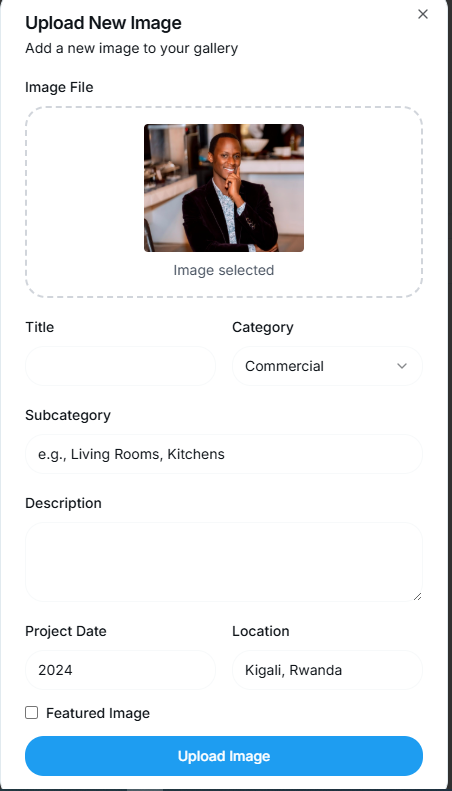 Upload New Image
Add a new image to your gallery
Image File
Image selected
Title
Category
Commercial
Subcategory
e.g., Living Rooms, Kitchens
Description
Project Date
Location
2024
Kigali, Rwanda
Featured Image
Upload Image